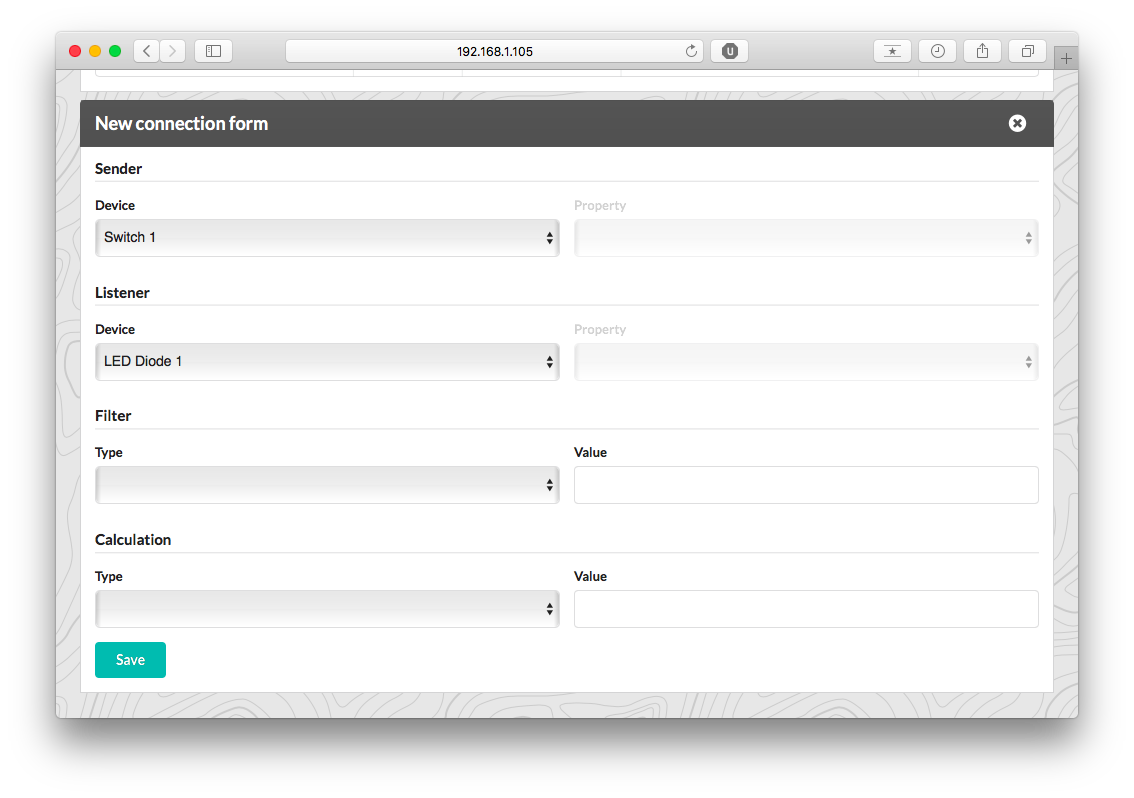 192.168.1.105
New connection form
Sender
Device Property
Switch 1
Listener
Device Property
LED Diode 1
Filter
Type Value
Calculation
Type Value
Save